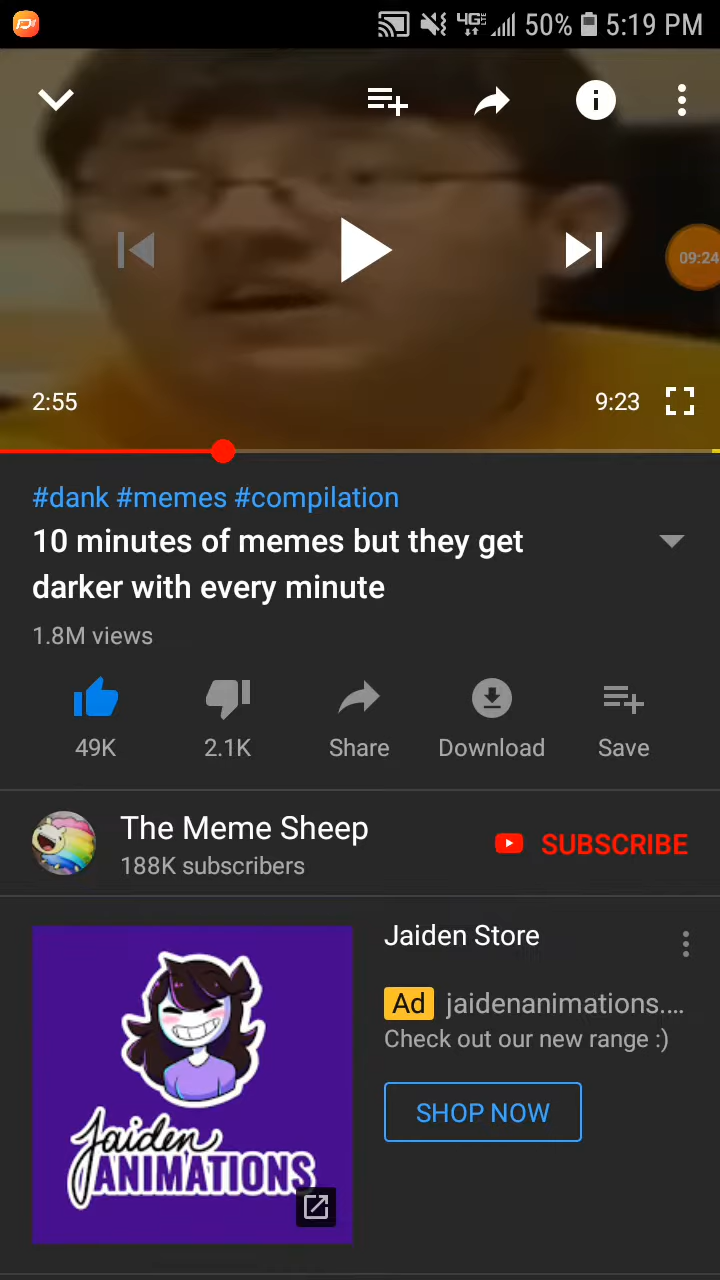 4G LTE 50% 5:19 PM
09:24
2:55 9:23
#dank #memes #compilation
10 minutes of memes but they get
darker with every minute
1.8M views
49K 2.1K Share Download Save
The Meme Sheep
188K subscribers
SUBSCRIBE
Jaiden Store
Ad jaidenanimations....
Check out our new range :)
SHOP NOW
Jaiden
ANIMATIONS